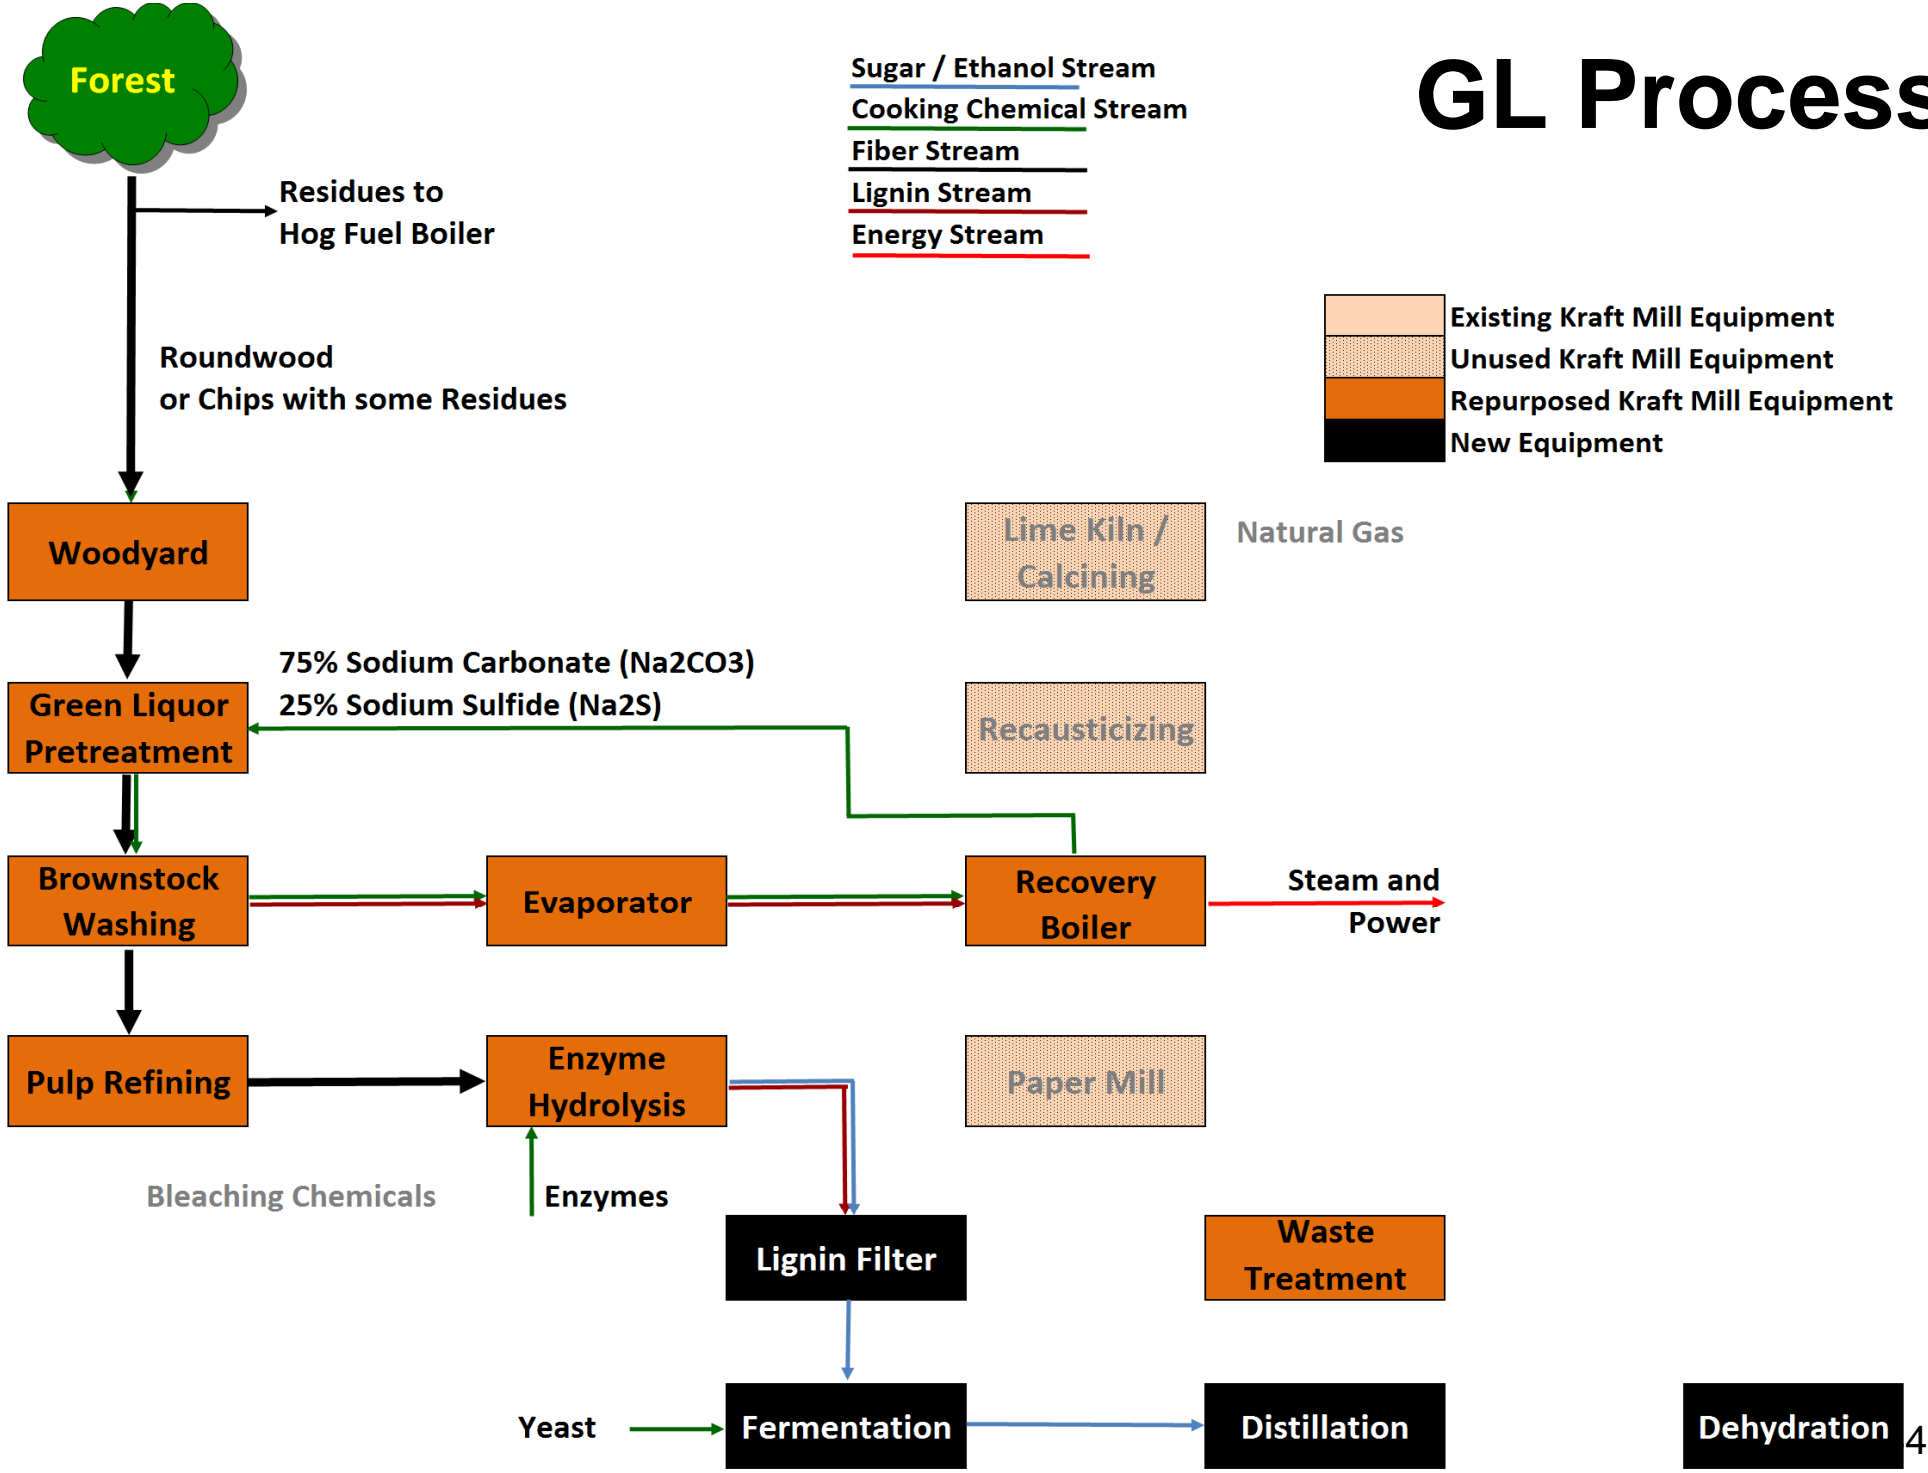 GL Process
Forest
Sugar / Ethanol Stream
Cooking Chemical Stream
Fiber Stream
Lignin Stream
Energy Stream
Residues to
Hog Fuel Boiler
Existing Kraft Mill Equipment
Unused Kraft Mill Equipment
Repurposed Kraft Mill Equipment
New Equipment
Roundwood
or Chips with some Residues
Woodyard
Lime Kiln /
Calcining
Natural Gas
75% Sodium Carbonate (Na2CO3)
25% Sodium Sulfide (Na2S)
Green Liquor
Pretreatment
Recausticizing
Brownstock
Washing
Evaporator
Recovery
Boiler
Steam and
Power
Pulp Refining
Enzyme
Hydrolysis
Paper Mill
Bleaching Chemicals
Enzymes
Lignin Filter
Waste
Treatment
Yeast
Fermentation
Distillation
Dehydration
4